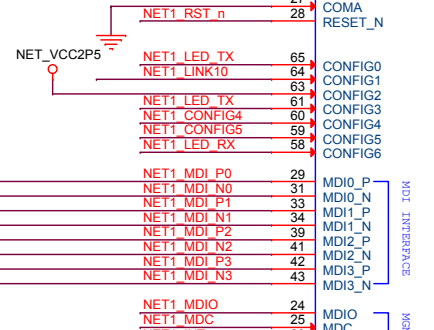 27 COMA
NET1_RST_n 28 RESET_N
NET_VCC2P5
NET1_LED_TX 65 CONFIG0
NET1_LINK10 64 CONFIG1
63 CONFIG2
NET1_LED_TX 61 CONFIG3
NET1_CONFIG4 60 CONFIG4
NET1_CONFIG5 59 CONFIG5
NET1_LED_RX 58 CONFIG6
NET1_MDI_P0 29 MDI0_P
NET1_MDI_N0 31 MDI0_N
NET1_MDI_P1 33 MDI1_P
NET1_MDI_N1 34 MDI1_N
NET1_MDI_P2 39 MDI2_P
NET1_MDI_N2 41 MDI2_N
NET1_MDI_P3 42 MDI3_P
NET1_MDI_N3 43 MDI3_N
MDI INTERFACE
NET1_MDIO 24 MDIO
NET1_MDC 25 MDC